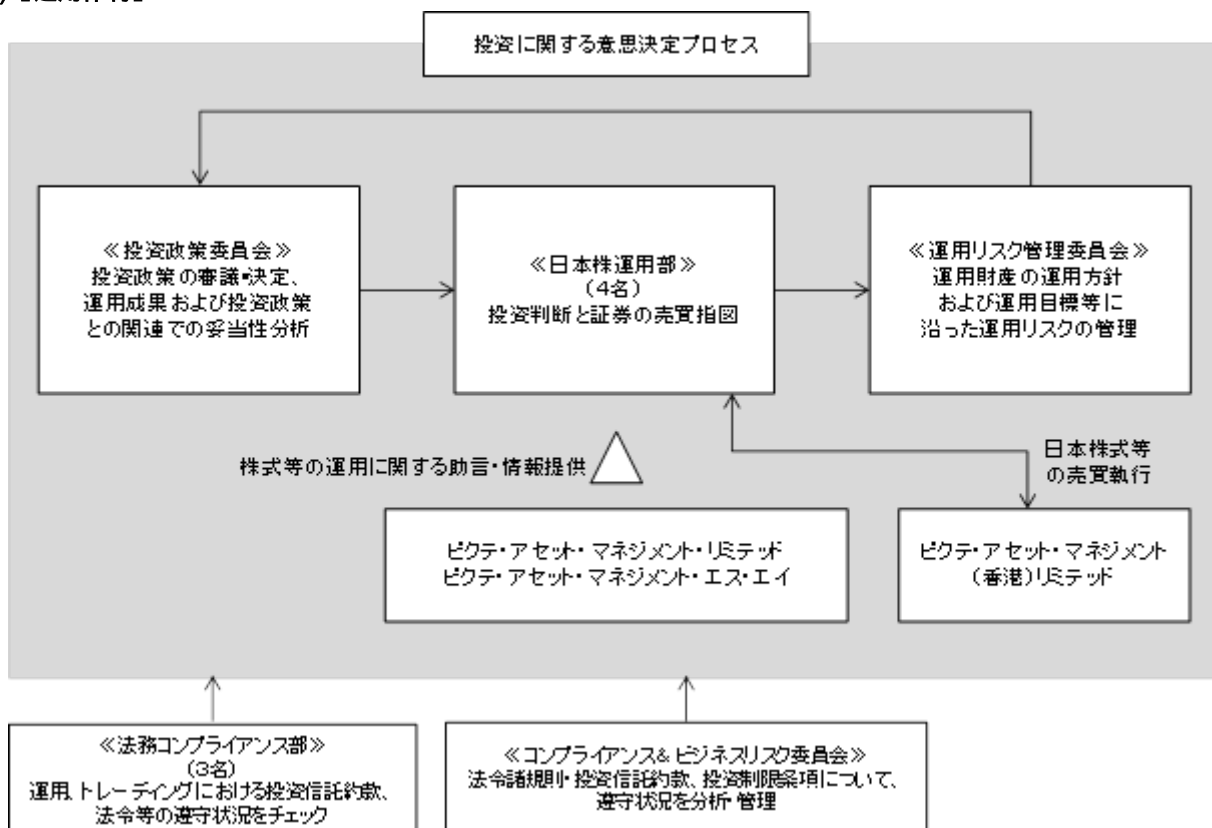 投資に関する意思決定プロセス
≪投資政策委員会≫
投資政策の審議・決定、
運用成果および投資政策
との関連での妥当性分析
≪日本株運用部≫
(4名)
投資判断と証券の売買指図
≪運用リスク管理委員会≫
運用財産の運用方針
および運用目標等に
沿った運用リスクの管理
株式等の運用に関する助言・情報提供
日本株式等
の売買執行
ピクテ・アセット・マネジメント・リミテッド
ピクテ・アセット・マネジメント・エス・エイ
ピクテ・アセット・マネジメント
(香港)リミテッド
≪法務コンプライアンス部≫
(3名)
運用、トレーディングにおける投資信託約款、
法令等の遵守状況をチェック
≪コンプライアンス&ビジネスリスク委員会≫
法令諸規則・投資信託約款、投資制限条項について、
遵守状況を分析・管理